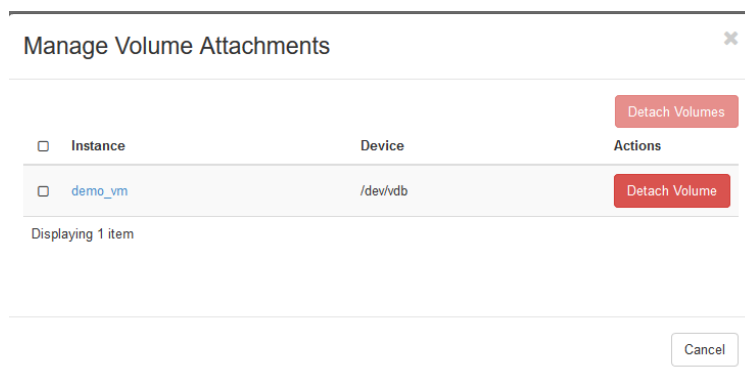 Manage Volume Attachments
Detach Volumes
Instance Device Actions
demo_vm /dev/vdb Detach Volume
Displaying 1 item
Cancel